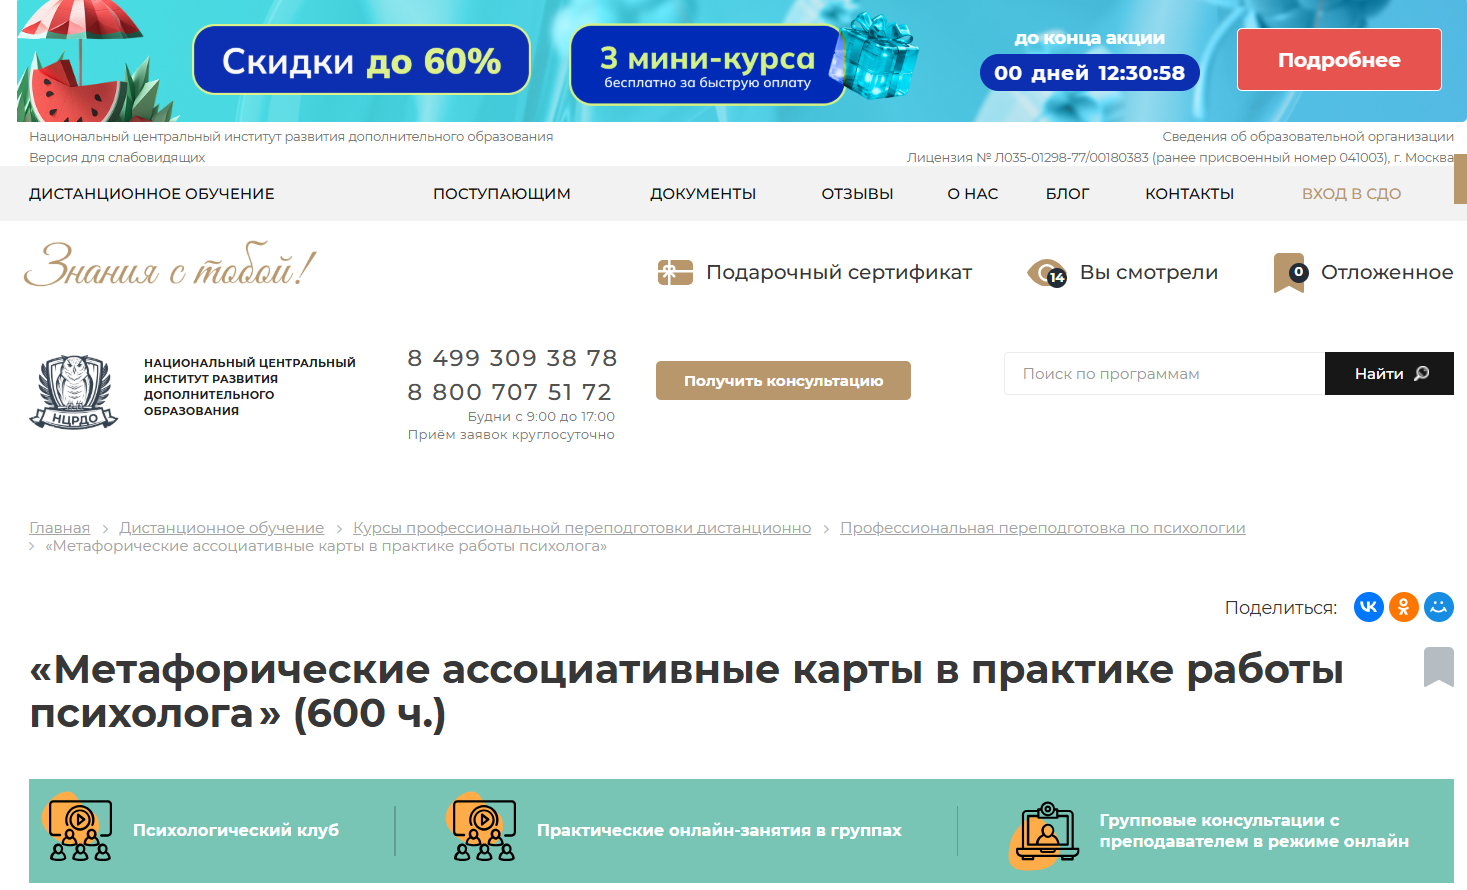 Скидки до 60%
3 мини-курса
бесплатно за быструю оплату
до конца акции
00 дней 12:30:58
Подробнее
Национальный центральный институт развития дополнительного образования
Версия для слабовидящих
Сведения об образовательной организации
Лицензия № Л035-01298-77/00180383 (ранее присвоенный номер 041003), г. Москва
ДИСТАНЦИОННОЕ ОБУЧЕНИЕ ПОСТУПАЮЩИМ ДОКУМЕНТЫ ОТЗЫВЫ О НАС БЛОГ КОНТАКТЫ ВХОД В СДО
Знания с тобой!
Подарочный сертификат
14 Вы смотрели
0 Отложенное
НЦРДО
НАЦИОНАЛЬНЫЙ ЦЕНТРАЛЬНЫЙ
ИНСТИТУТ РАЗВИТИЯ
ДОПОЛНИТЕЛЬНОГО
ОБРАЗОВАНИЯ
8 499 309 38 78
8 800 707 51 72
Будни с 9:00 до 17:00
Приём заявок круглосуточно
Получить консультацию
Поиск по программам
Найти
Главная > Дистанционное обучение > Курсы профессиональной переподготовки дистанционно > Профессиональная переподготовка по психологии
> «Метафорические ассоциативные карты в практике работы психолога»
Поделиться:
«Метафорические ассоциативные карты в практике работы
психолога» (600 ч.)
Психологический клуб
Практические онлайн-занятия в группах
Групповые консультации с
преподавателем в режиме онлайн